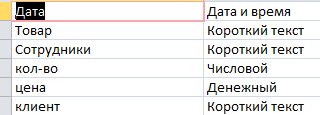 Дата Дата и время
Товар Короткий текст
Сотрудники Короткий текст
кол-во Числовой
цена Денежный
клиент Короткий текст